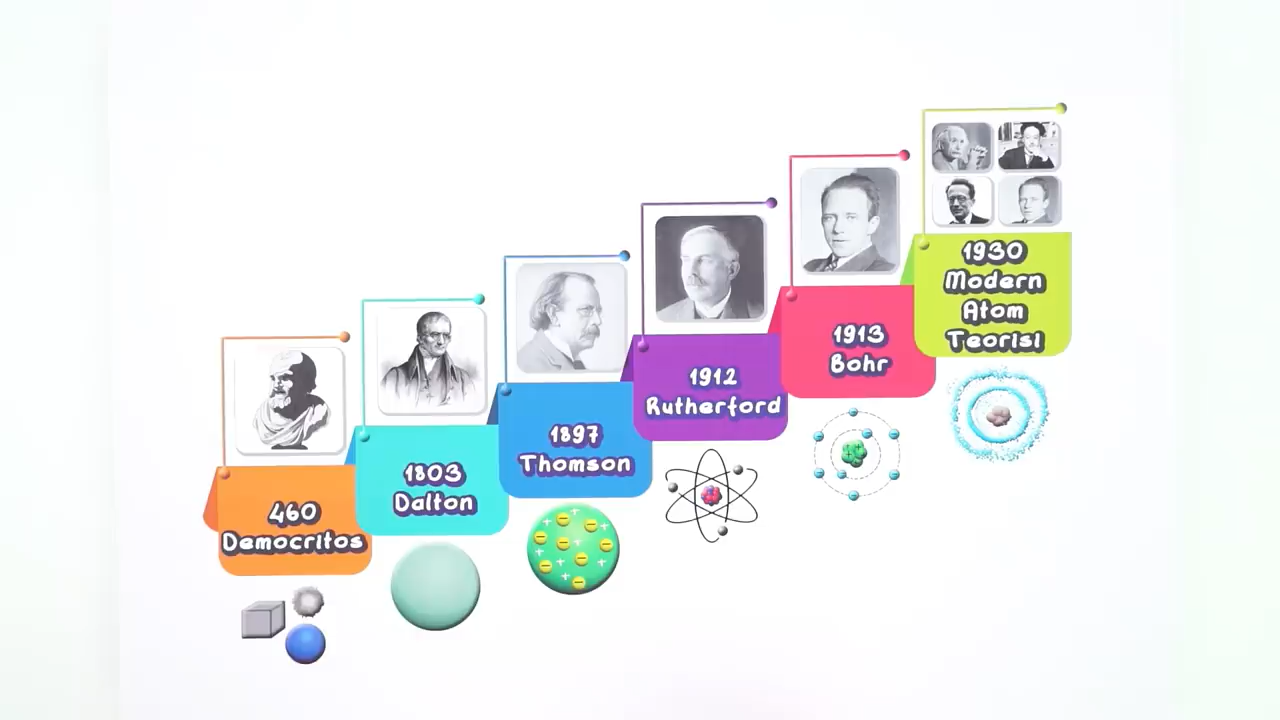 460
Democritos
1803
Dalton
1897
Thomson
1912
Rutherford
1913
Bohr
1930
Modern
Atom
Teorisi